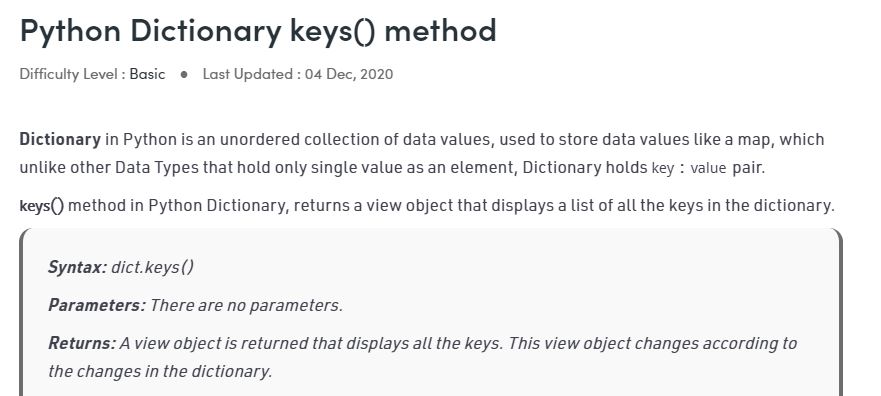 Python Dictionary keys() method
Difficulty Level : Basic ● Last Updated : 04 Dec, 2020
Dictionary in Python is an unordered collection of data values, used to store data values like a map, which
unlike other Data Types that hold only single value as an element, Dictionary holds key : value pair.
keys() method in Python Dictionary, returns a view object that displays a list of all the keys in the dictionary.
Syntax: dict.keys()
Parameters: There are no parameters.
Returns: A view object is returned that displays all the keys. This view object changes according to
the changes in the dictionary.